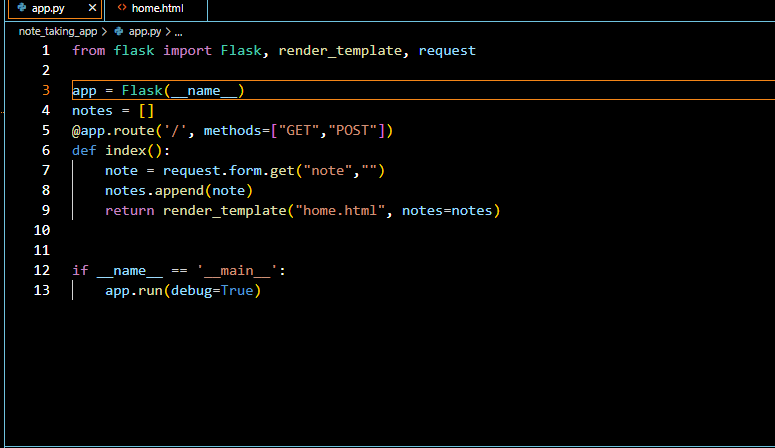 app.py × <> home.html
note_taking_app > app.py > ...
1 from flask import Flask, render_template, request
2
3 app = Flask(__name__)
4 notes = []
5 @app.route('/', methods=["GET","POST"])
6 def index():
7     note = request.form.get("note","")
8     notes.append(note)
9     return render_template("home.html", notes=notes)
10
11
12 if __name__ == '__main__':
13     app.run(debug=True)